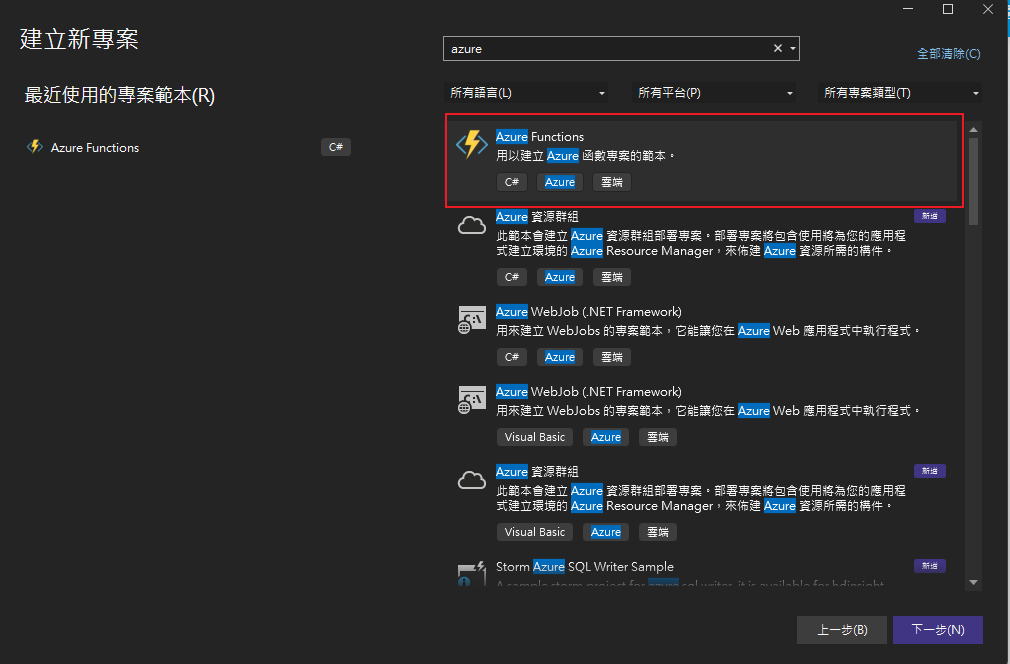 建立新專案
azure
全部清除(C)
最近使用的專案範本(R)
所有語言(L)
所有平台(P)
所有專案類型(T)
Azure Functions
C#
Azure Functions
用以建立 Azure 函數專案的範本。
C# Azure 雲端
Azure 資源群組
新增
此範本會建立 Azure 資源群組部署專案。部署專案將包含使用將為您的應用程
式建立環境的 Azure Resource Manager，來佈建 Azure 資源所需的構件。
C# Azure 雲端
Azure WebJob (.NET Framework)
用來建立 WebJobs 的專案範本，它能讓您在 Azure Web 應用程式中執行程式。
C# Azure 雲端
Azure WebJob (.NET Framework)
用來建立 WebJobs 的專案範本，它能讓您在 Azure Web 應用程式中執行程式。
Visual Basic Azure 雲端
Azure 資源群組
新增
此範本會建立 Azure 資源群組部署專案。部署專案將包含使用將為您的應用程
式建立環境的 Azure Resource Manager，來佈建 Azure 資源所需的構件。
Visual Basic Azure 雲端
Storm Azure SQL Writer Sample
新增
A sample storm project for azure sql writer, it is available for hdinsight
上一步(B)
下一步(N)